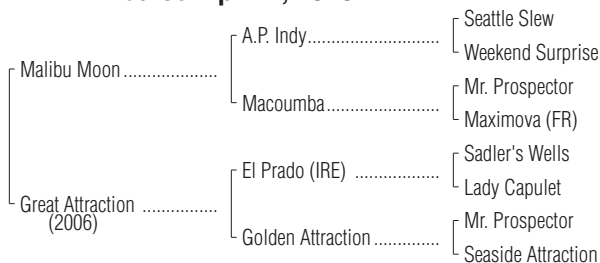 Seattle Slew
A.P. Indy
Weekend Surprise
Malibu Moon
Mr. Prospector
Macoumba
Maximova (FR)
Sadler's Wells
El Prado (IRE)
Lady Capulet
Great Attraction
(2006)
Mr. Prospector
Golden Attraction
Seaside Attraction